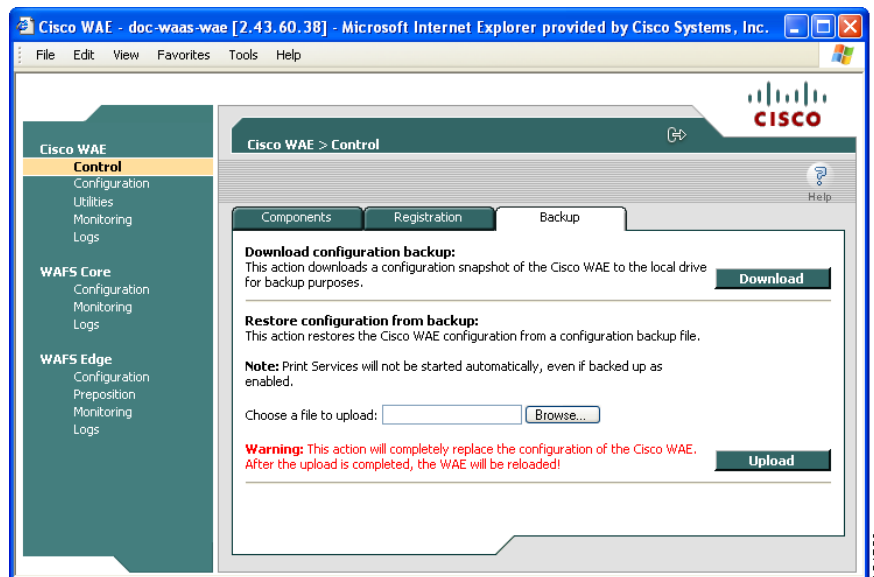 Cisco WAE - doc-waas-wae [2.43.60.38] - Microsoft Internet Explorer provided by Cisco Systems, Inc.
File Edit View Favorites Tools Help
CISCO
Cisco WAE
Control
Configuration
Utilities
Monitoring
Logs
WAFS Core
Configuration
Monitoring
Logs
WAFS Edge
Configuration
Preposition
Monitoring
Logs
Cisco WAE > Control
Help
Components Registration Backup
Download configuration backup:
This action downloads a configuration snapshot of the Cisco WAE to the local drive
for backup purposes.
Download
Restore configuration from backup:
This action restores the Cisco WAE configuration from a configuration backup file.
Note: Print Services will not be started automatically, even if backed up as
enabled.
Choose a file to upload: Browse...
Warning: This action will completely replace the configuration of the Cisco WAE.
After the upload is completed, the WAE will be reloaded!
Upload